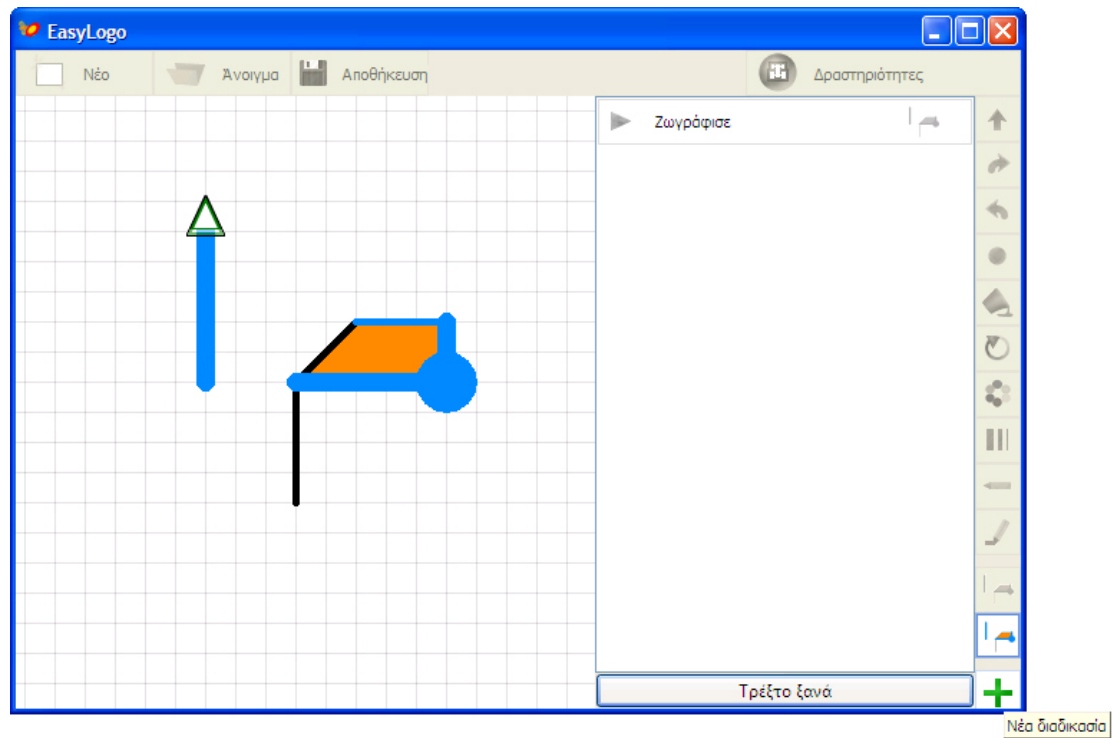 EasyLogo
Νέο Άνοιγμα Αποθήκευση Δραστηριότητες
Ζωγράφισε
Τρέξτο ξανά
Νέα διαδικασία